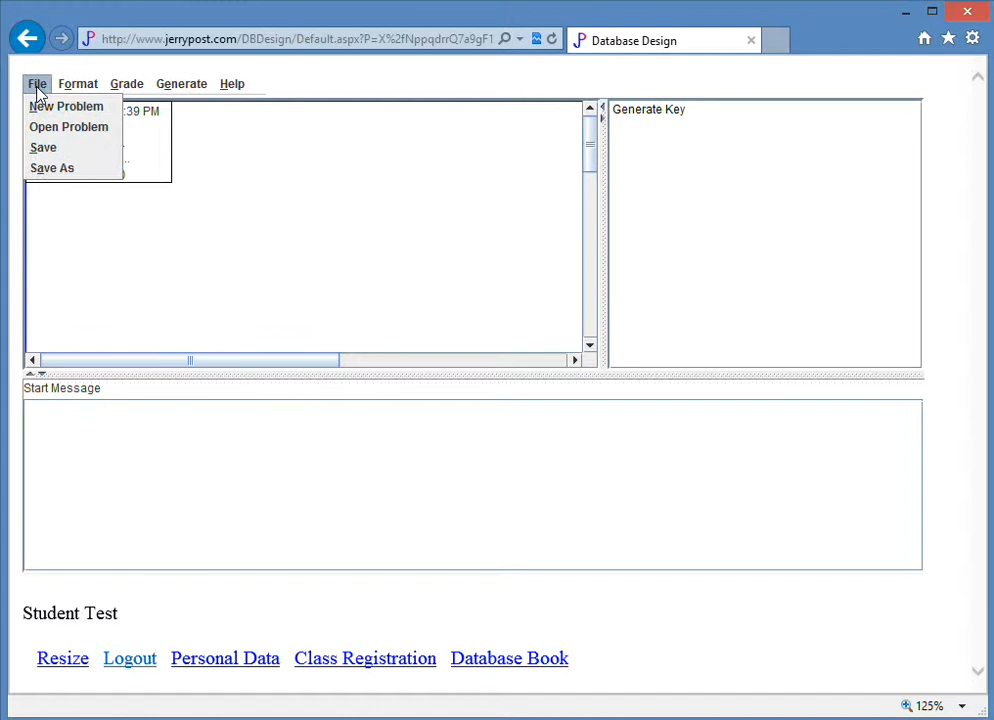 http://www.jerrypost.com/DBDesign/Default.aspx?P=X%2fNppqdrrQ7a9gF1
Database Design
File Format Grade Generate Help
New Problem
Open Problem
Save
Save As
:39 PM
Generate Key
Start Message
Student Test
Resize Logout Personal Data Class Registration Database Book
125%